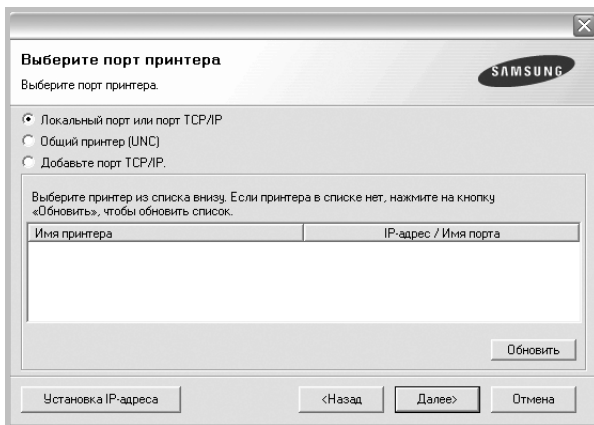 Выберите порт принтера
Выберите порт принтера.
SAMSUNG
Локальный порт или порт TCP/IP
Общий принтер (UNC)
Добавьте порт TCP/IP.
Выберите принтер из списка внизу. Если принтера в списке нет, нажмите на кнопку
«Обновить», чтобы обновить список.
Имя принтера IP-адрес / Имя порта
Обновить
Установка IP-адреса <Назад Далее> Отмена